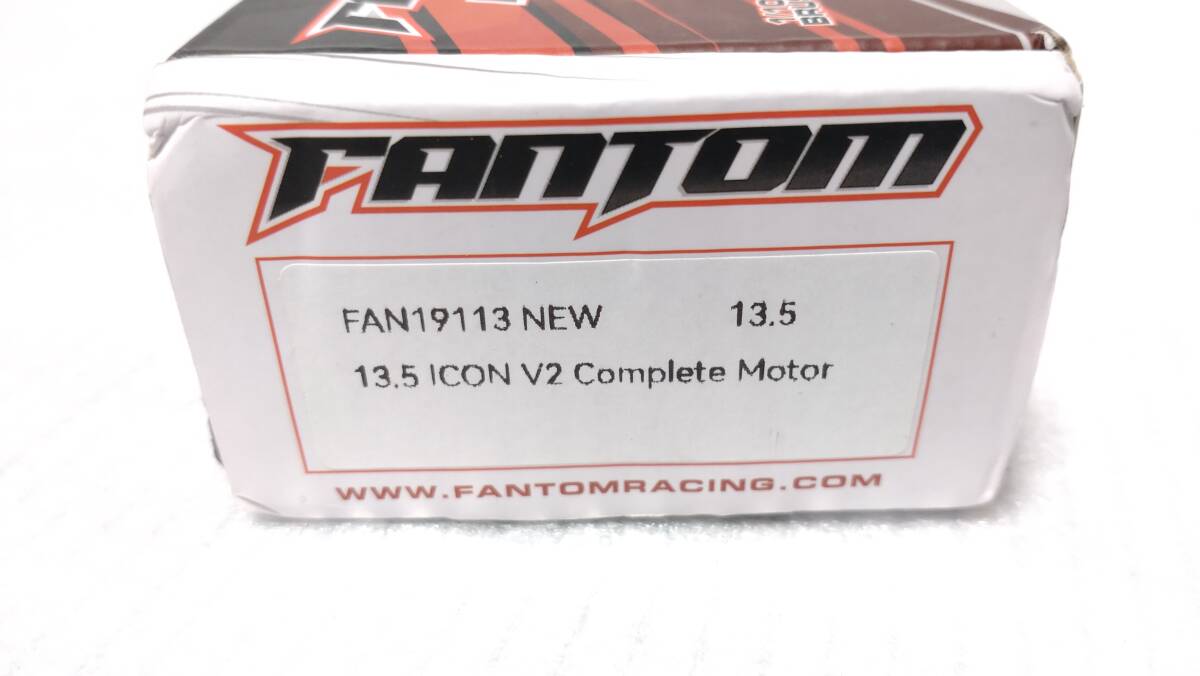 FANTOM
FAN19113 NEW 13.5
13.5 ICON V2 Complete Motor
WWW.FANTOMRACING.COM